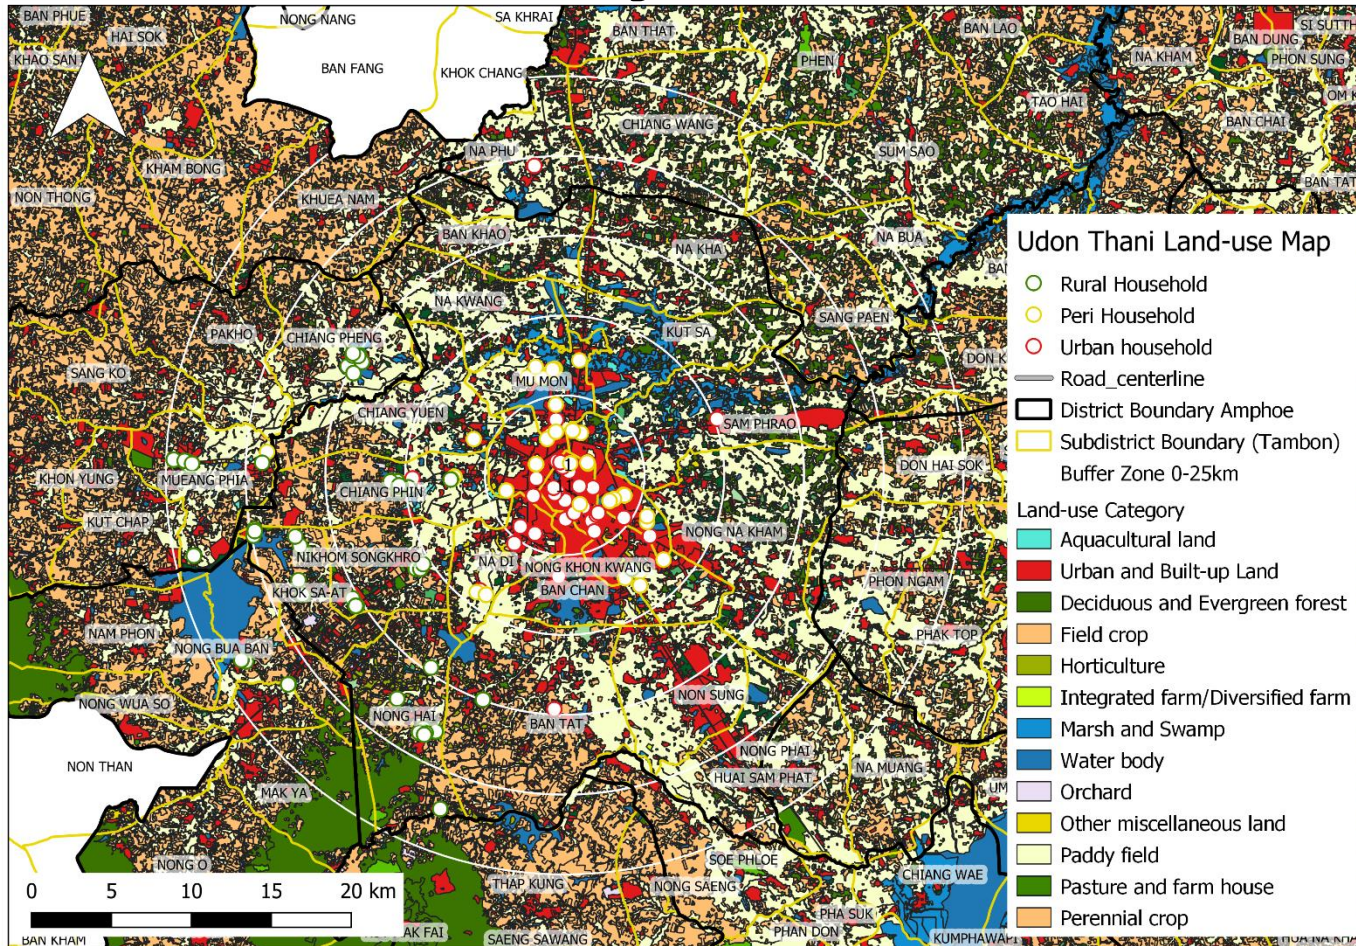 BAN PHUE
NONG NANG
SA KHRAI
BAN THAT
BAN LAO
SI SUTTH
HAI SOK
BAN DUNG
KHAO SAN
BAN FANG
KHOK CHANG
PHEN
NA KHAM
PHON SUNG
TAO HAI
OM K
CHIANG WANG
BAN CHAI
NA PHU
SUM SAO
KHAM BONG
BAN TAT
NON THONG
KHUEA NAM
BAN KHAO
NA KHA
NA BUA
BAN
NA KWANG
SANG PAEN
PAKHO
CHIANG PHENG
KUT SA
DON K
SANG KO
MU MON
CHIANG YUEN
SAM PHRAO
KHON YUNG
MUEANG PHIA
CHIANG PHIN
1
11
DON HAI SOK
KUT CHAP
NIKHOM SONGKHRO
NONG NA KHAM
NA DI
NONG KHON KWANG
KHOK SA-AT
BAN CHAN
PHON NGAM
NAM PHON
NONG BUA BAN
PHAK TOP
NONG WUA SO
NON SUNG
NONG HAI
BAN TAT
NON THAN
NONG PHAI
NA MUANG
MAK YA
HUAI SAM PHAT
UM
NONG O
SOE PHLOE
CHIANG WAE
THAP KUNG
NONG SAENG
PHA SUK
PHAN DON
BAN KHAM
AK FAI
SAENG SAWANG
KUMPHAWAPI
HUA NA KHA
0 5 10 15 20 km
Udon Thani Land-use Map
Rural Household
Peri Household
Urban household
Road_centerline
District Boundary Amphoe
Subdistrict Boundary (Tambon)
Buffer Zone 0-25km
Land-use Category
Aquacultural land
Urban and Built-up Land
Deciduous and Evergreen forest
Field crop
Horticulture
Integrated farm/Diversified farm
Marsh and Swamp
Water body
Orchard
Other miscellaneous land
Paddy field
Pasture and farm house
Perennial crop